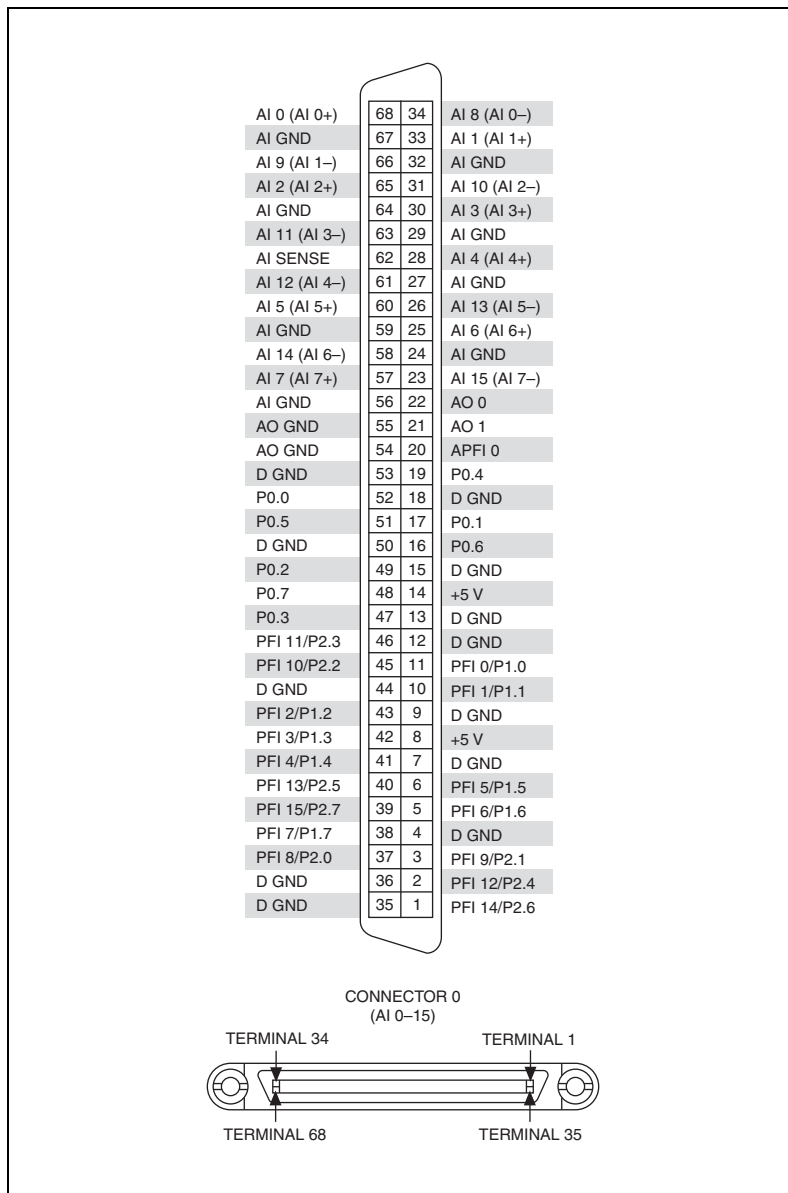 AI 0 (AI 0+) 68 34 AI 8 (AI 0–)
AI GND 67 33 AI 1 (AI 1+)
AI 9 (AI 1–) 66 32 AI GND
AI 2 (AI 2+) 65 31 AI 10 (AI 2–)
AI GND 64 30 AI 3 (AI 3+)
AI 11 (AI 3–) 63 29 AI GND
AI SENSE 62 28 AI 4 (AI 4+)
AI 12 (AI 4–) 61 27 AI GND
AI 5 (AI 5+) 60 26 AI 13 (AI 5–)
AI GND 59 25 AI 6 (AI 6+)
AI 14 (AI 6–) 58 24 AI GND
AI 7 (AI 7+) 57 23 AI 15 (AI 7–)
AI GND 56 22 AO 0
AO GND 55 21 AO 1
AO GND 54 20 APFI 0
D GND 53 19 P0.4
P0.0 52 18 D GND
P0.5 51 17 P0.1
D GND 50 16 P0.6
P0.2 49 15 D GND
P0.7 48 14 +5 V
P0.3 47 13 D GND
PFI 11/P2.3 46 12 D GND
PFI 10/P2.2 45 11 PFI 0/P1.0
D GND 44 10 PFI 1/P1.1
PFI 2/P1.2 43 9 D GND
PFI 3/P1.3 42 8 +5 V
PFI 4/P1.4 41 7 D GND
PFI 13/P2.5 40 6 PFI 5/P1.5
PFI 15/P2.7 39 5 PFI 6/P1.6
PFI 7/P1.7 38 4 D GND
PFI 8/P2.0 37 3 PFI 9/P2.1
D GND 36 2 PFI 12/P2.4
D GND 35 1 PFI 14/P2.6
CONNECTOR 0
(AI 0–15)
TERMINAL 34 TERMINAL 1
TERMINAL 68 TERMINAL 35